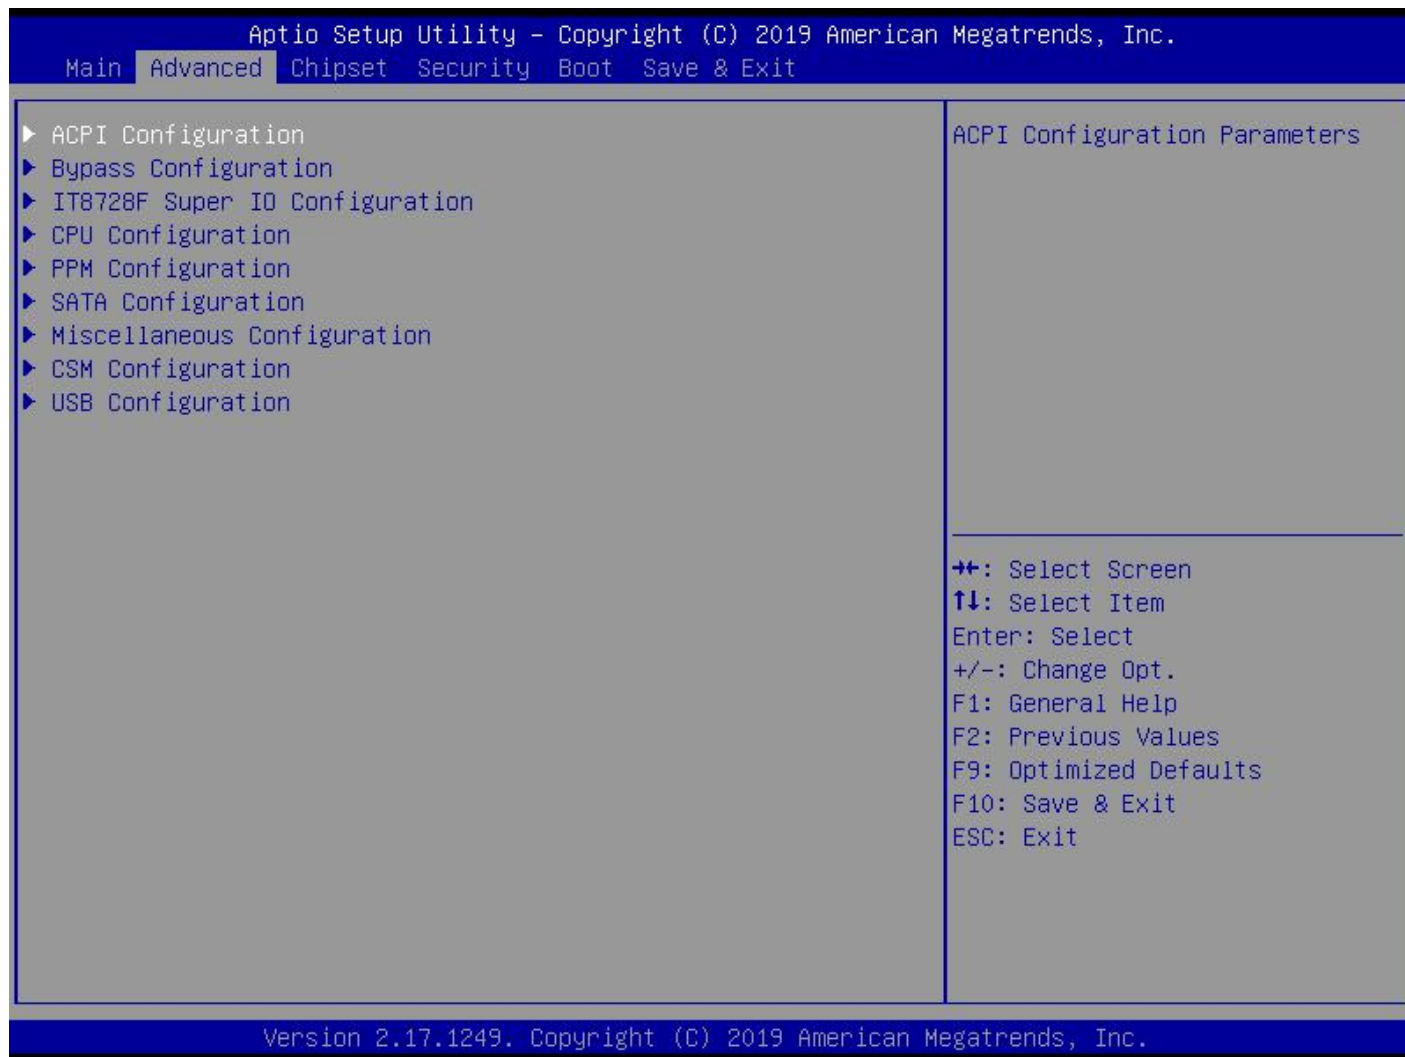 Aptio Setup Utility – Copyright (C) 2019 American Megatrends, Inc.
Main Advanced Chipset Security Boot Save & Exit
ACPI Configuration
Bypass Configuration
IT8728F Super IO Configuration
CPU Configuration
PPM Configuration
SATA Configuration
Miscellaneous Configuration
CSM Configuration
USB Configuration
ACPI Configuration Parameters
→←: Select Screen
↑↓: Select Item
Enter: Select
+/-: Change Opt.
F1: General Help
F2: Previous Values
F9: Optimized Defaults
F10: Save & Exit
ESC: Exit
Version 2.17.1249. Copyright (C) 2019 American Megatrends, Inc.